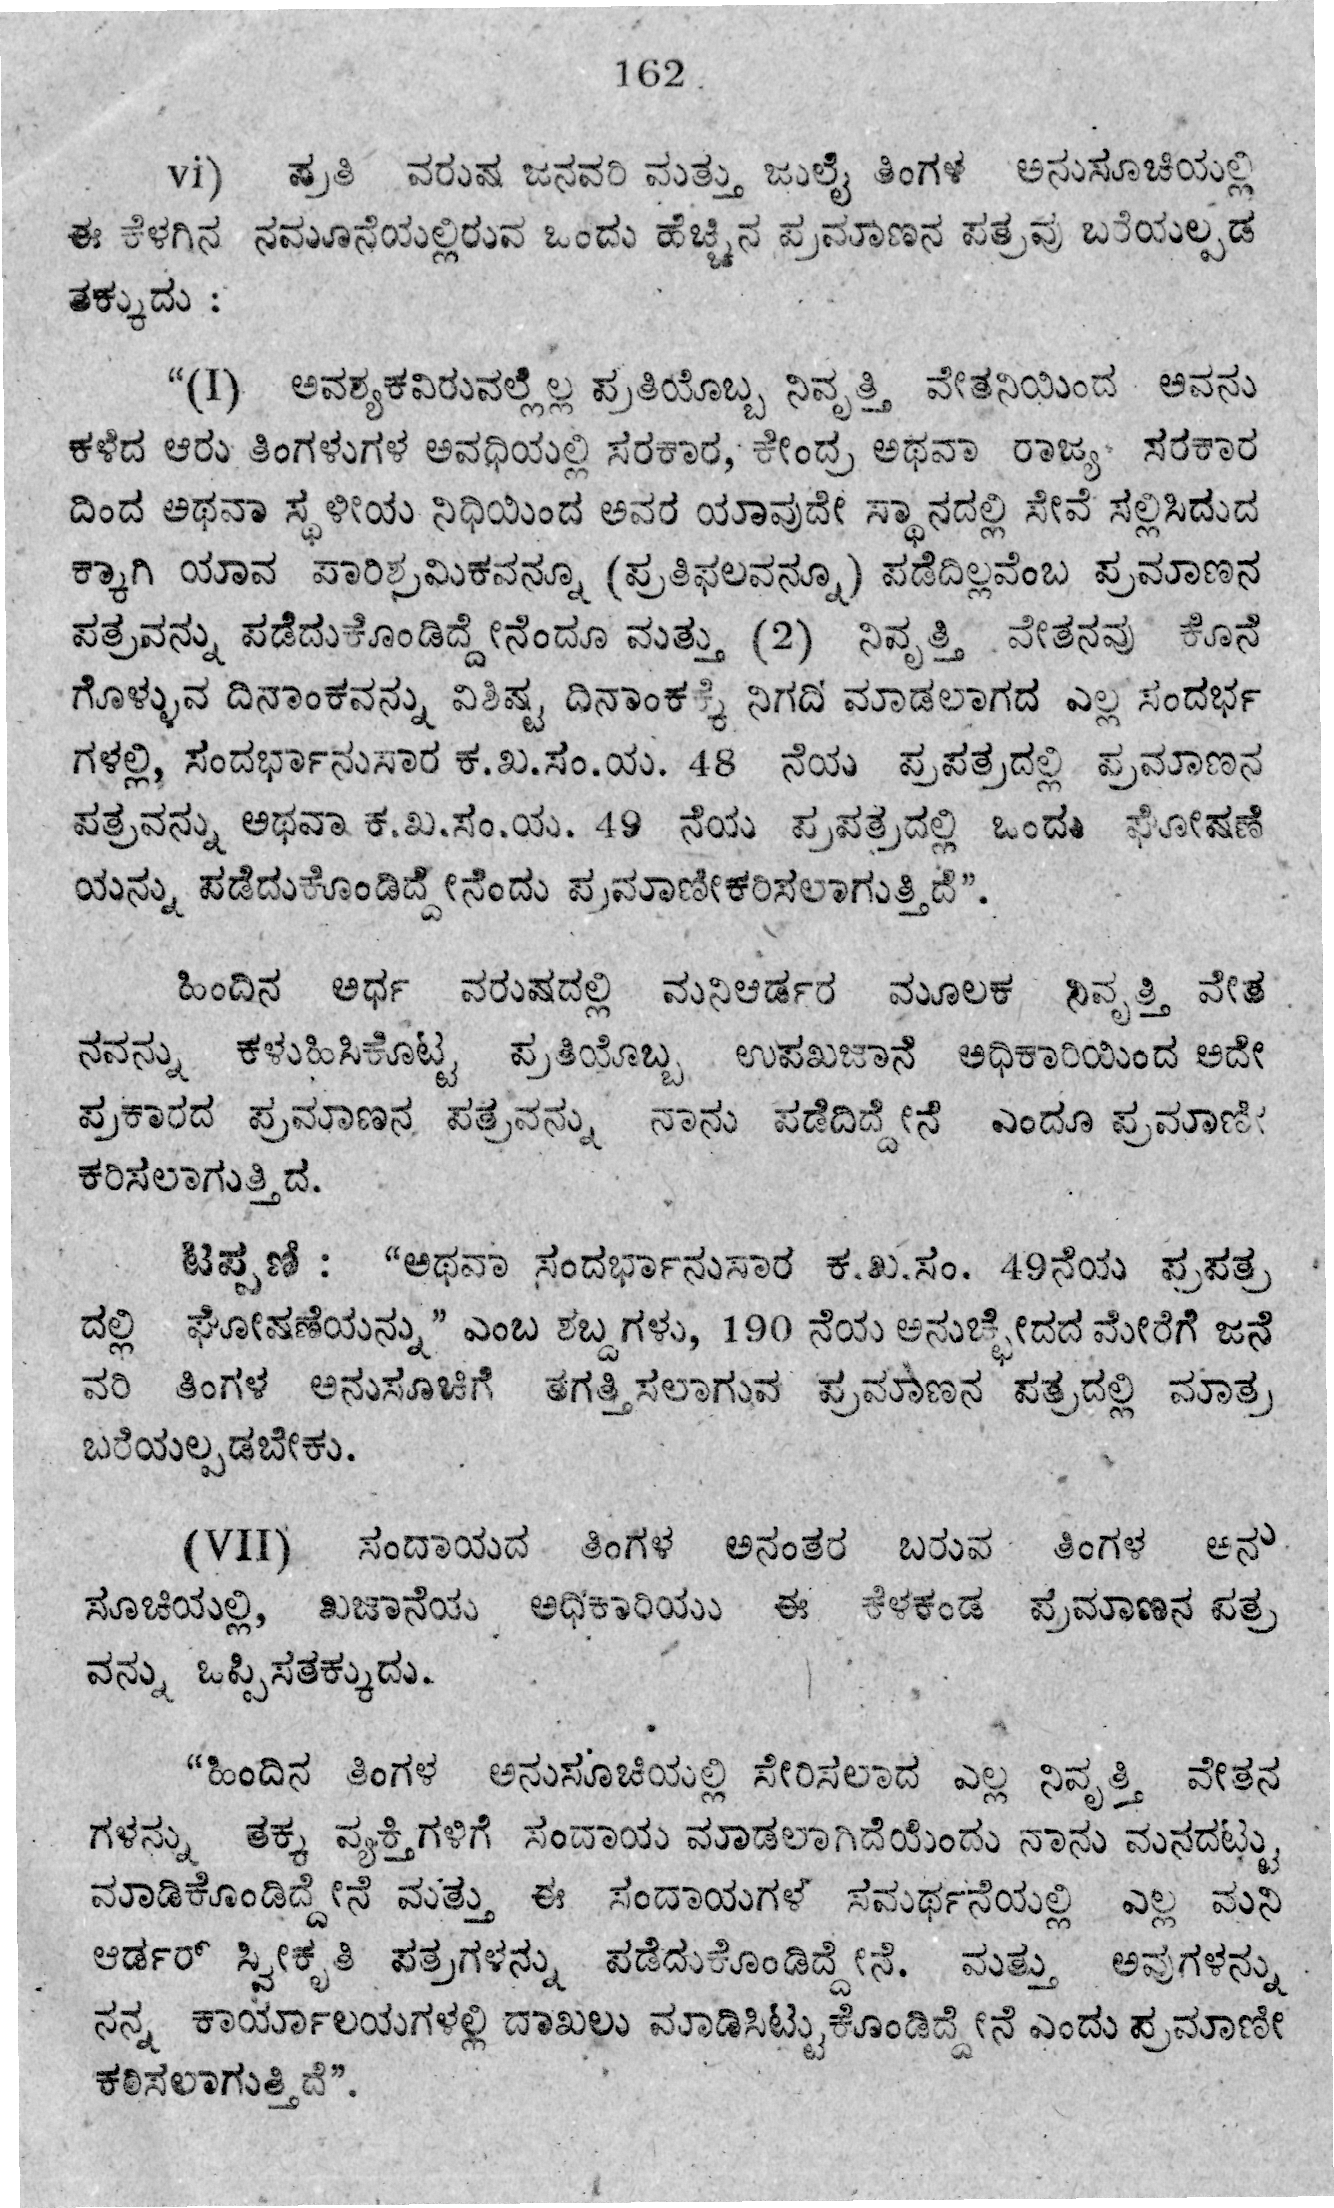 162
vi) ಪ್ರತಿ ವರುಷ ಜನವರಿ ಮತ್ತು ಜುಲೈ ತಿಂಗಳ ಅನುಸೂಚಿಯಲ್ಲಿ
ಈ ಕೆಳಗಿನ ನಮೂನೆಯಲ್ಲಿರುವ ಒಂದು ಹೆಚ್ಚಿನ ಪ್ರಮಾಣನ ಪತ್ರವು ಬರೆಯಲ್ಪಡ
ತಕ್ಕುದು :
“(I) ಅವಶ್ಯಕವಿರುವಲ್ಲೆಲ್ಲ ಪ್ರತಿಯೊಬ್ಬ ನಿವೃತ್ತಿ ವೇತನಿಯಿಂದ ಅವನು
ಕಳೆದ ಆರು ತಿಂಗಳುಗಳ ಅವಧಿಯಲ್ಲಿ ಸರಕಾರ, ಕೇಂದ್ರ ಅಥವಾ ರಾಜ್ಯ ಸರಕಾರ
ದಿಂದ ಅಥವಾ ಸ್ಥಳೀಯ ನಿಧಿಯಿಂದ ಅವರ ಯಾವುದೇ ಸ್ಥಾನದಲ್ಲಿ ಸೇವೆ ಸಲ್ಲಿಸಿದುದ
ಕ್ಕಾಗಿ ಯಾವ ಪಾರಿಶ್ರಮಿಕವನ್ನೂ (ಪ್ರತಿಫಲವನ್ನೂ) ಪಡೆದಿಲ್ಲವೆಂಬ ಪ್ರಮಾಣನ
ಪತ್ರವನ್ನು ಪಡೆದುಕೊಂಡಿದ್ದೇನೆಂದೂ ಮತ್ತು (2) ನಿವೃತ್ತಿ ವೇತನವು ಕೊನೆ
ಗೊಳ್ಳುವ ದಿನಾಂಕವನ್ನು ವಿಶಿಷ್ಟ ದಿನಾಂಕಕ್ಕೆ ನಿಗದಿ ಮಾಡಲಾಗದ ಎಲ್ಲ ಸಂದರ್ಭ
ಗಳಲ್ಲಿ, ಸಂದರ್ಭಾನುಸಾರ ಕ.ಖ.ಸಂ.ಯ. 48 ನೆಯ ಪ್ರಪತ್ರದಲ್ಲಿ ಪ್ರಮಾಣನ
ಪತ್ರವನ್ನು ಅಥವಾ ಕ.ಖ.ಸಂ.ಯ. 49 ನೆಯ ಪ್ರಪತ್ರದಲ್ಲಿ ಒಂದು ಘೋಷಣೆ
ಯನ್ನು ಪಡೆದುಕೊಂಡಿದ್ದೇನೆಂದು ಪ್ರಮಾಣೀಕರಿಸಲಾಗುತ್ತಿದೆ”.
ಹಿಂದಿನ ಅರ್ಧ ವರುಷದಲ್ಲಿ ಮನಿಆರ್ಡರ ಮೂಲಕ ನಿವೃತ್ತಿ ವೇತ
ನವನ್ನು ಕಳುಹಿಸಿಕೊಟ್ಟ ಪ್ರತಿಯೊಬ್ಬ ಉಪಖಜಾನೆ ಅಧಿಕಾರಿಯಿಂದ ಅದೇ
ಪ್ರಕಾರದ ಪ್ರಮಾಣನ ಪತ್ರವನ್ನು ನಾನು ಪಡೆದಿದ್ದೇನೆ ಎಂದೂ ಪ್ರಮಾಣೀ
ಕರಿಸಲಾಗುತ್ತಿದ.
ಟಿಪ್ಪಣಿ : “ಅಥವಾ ಸಂದರ್ಭಾನುಸಾರ ಕ.ಖ.ಸಂ. 49ನೆಯ ಪ್ರಪತ್ರ
ದಲ್ಲಿ ಘೋಷಣೆಯನ್ನು” ಎಂಬ ಶಬ್ದಗಳು, 190 ನೆಯ ಅನುಚ್ಛೇದದ ಮೇರೆಗೆ ಜನೆ
ವರಿ ತಿಂಗಳ ಅನುಸೂಚಿಗೆ ತಗತ್ತಿಸಲಾಗುವ ಪ್ರಮಾಣನ ಪತ್ರದಲ್ಲಿ ಮಾತ್ರ
ಬರೆಯಲ್ಪಡಬೇಕು.
(VII) ಸಂದಾಯದ ತಿಂಗಳ ಅನಂತರ ಬರುವ ತಿಂಗಳ ಅನು
ಸೂಚಿಯಲ್ಲಿ, ಖಜಾನೆಯ ಅಧಿಕಾರಿಯು ಈ ಕೆಳಕಂಡ ಪ್ರಮಾಣನ ಪತ್ರ
ವನ್ನು ಒಪ್ಪಿಸತಕ್ಕುದು.
“ಹಿಂದಿನ ತಿಂಗಳ ಅನುಸೂಚಿಯಲ್ಲಿ ಸೇರಿಸಲಾದ ಎಲ್ಲ ನಿವೃತ್ತಿ ವೇತನ
ಗಳನ್ನು ತಕ್ಕ ವ್ಯಕ್ತಿಗಳಿಗೆ ಸಂದಾಯ ಮಾಡಲಾಗಿದೆಯೆಂದು ನಾನು ಮನದಟ್ಟು
ಮಾಡಿಕೊಂಡಿದ್ದೇನೆ ಮತ್ತು ಈ ಸಂದಾಯಗಳ ಸಮರ್ಥನೆಯಲ್ಲಿ ಎಲ್ಲ ಮನಿ
ಆರ್ಡರ್ ಸ್ವೀಕೃತಿ ಪತ್ರಗಳನ್ನು ಪಡೆದುಕೊಂಡಿದ್ದೇನೆ. ಮತ್ತು ಅವುಗಳನ್ನು
ನನ್ನ ಕಾರ್ಯಾಲಯಗಳಲ್ಲಿ ದಾಖಲು ಮಾಡಿಸಿಟ್ಟುಕೊಂಡಿದ್ದೇನೆ ಎಂದು ಪ್ರಮಾಣೀ
ಕರಿಸಲಾಗುತ್ತಿದೆ”.